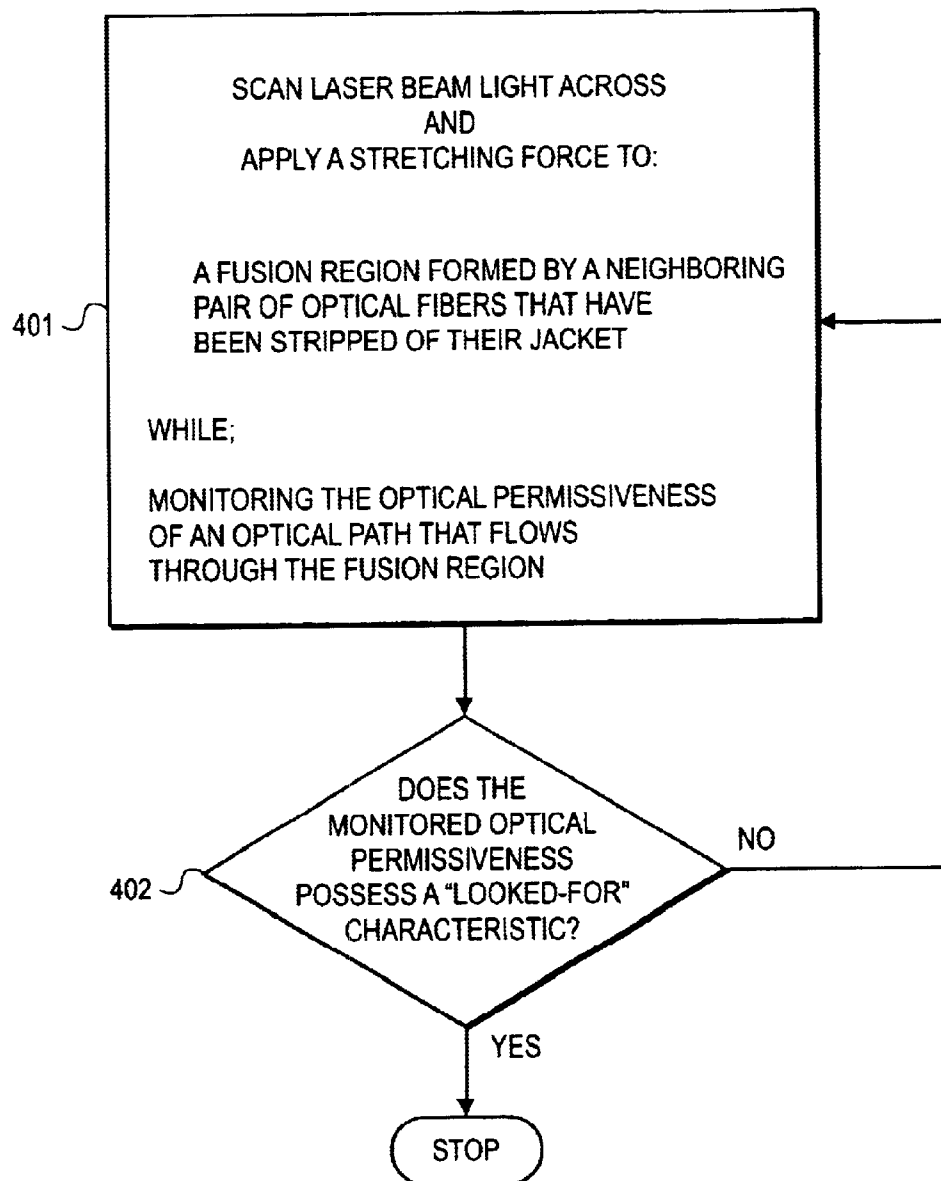 SCAN LASER BEAM LIGHT ACROSS
AND
APPLY A STRETCHING FORCE TO:
A FUSION REGION FORMED BY A NEIGHBORING
PAIR OF OPTICAL FIBERS THAT HAVE
BEEN STRIPPED OF THEIR JACKET
401
WHILE;
MONITORING THE OPTICAL PERMISSIVENESS
OF AN OPTICAL PATH THAT FLOWS
THROUGH THE FUSION REGION
DOES THE
MONITORED OPTICAL
PERMISSIVENESS
POSSESS A "LOOKED-FOR"
CHARACTERISTIC?
402
NO
YES
STOP